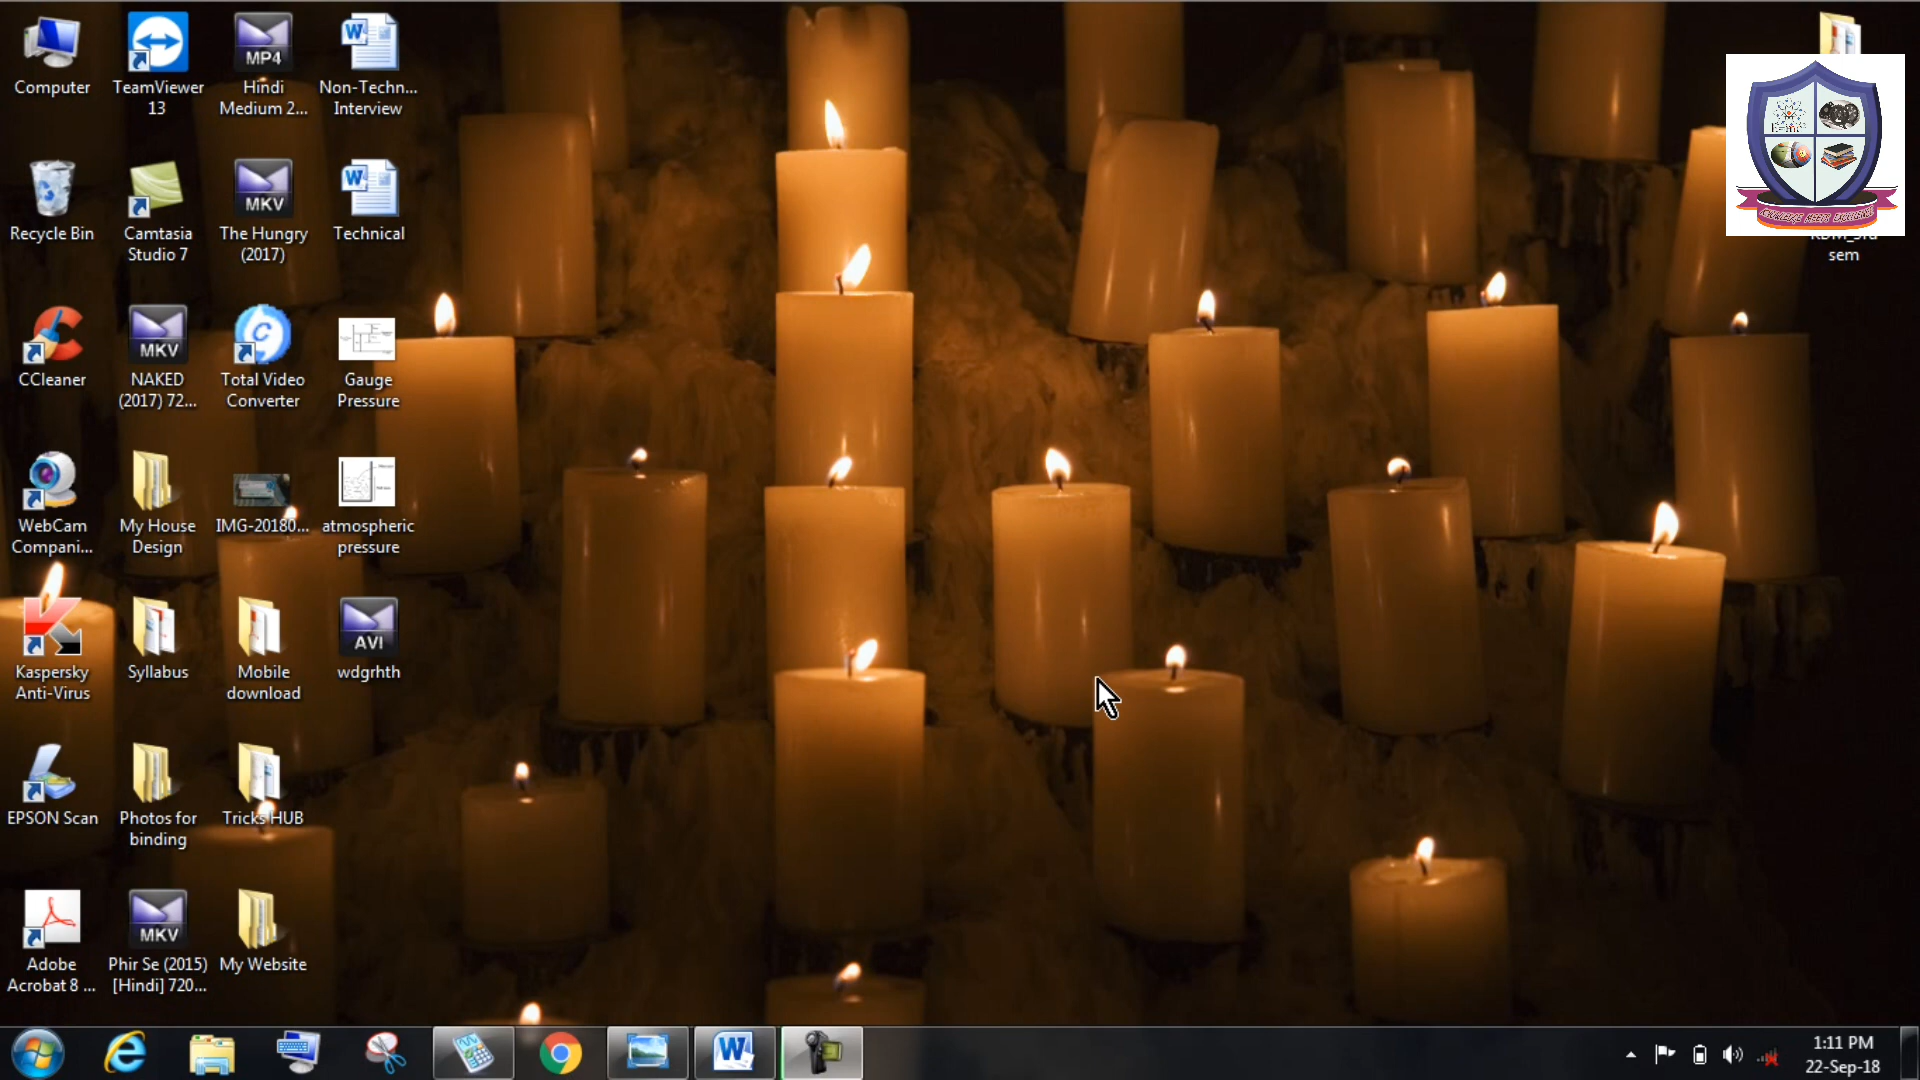 Computer
TeamViewer
13
MP4
Hindi
Medium 2...
Non-Techn...
Interview
Recycle Bin
Camtasia
Studio 7
MKV
The Hungry
(2017)
Technical
CCleaner
MKV
NAKED
(2017) 72...
Total Video
Converter
Gauge
Pressure
WebCam
Compani...
My House
Design
IMG-20180...
atmospheric
pressure
Kaspersky
Anti-Virus
Syllabus
Mobile
download
AVI
wdgrhth
EPSON Scan
Photos for
binding
Tricks HUB
Adobe
Acrobat 8 ...
MKV
Phir Se (2015)
[Hindi] 720...
My Website
sem
1:11 PM
22-Sep-18